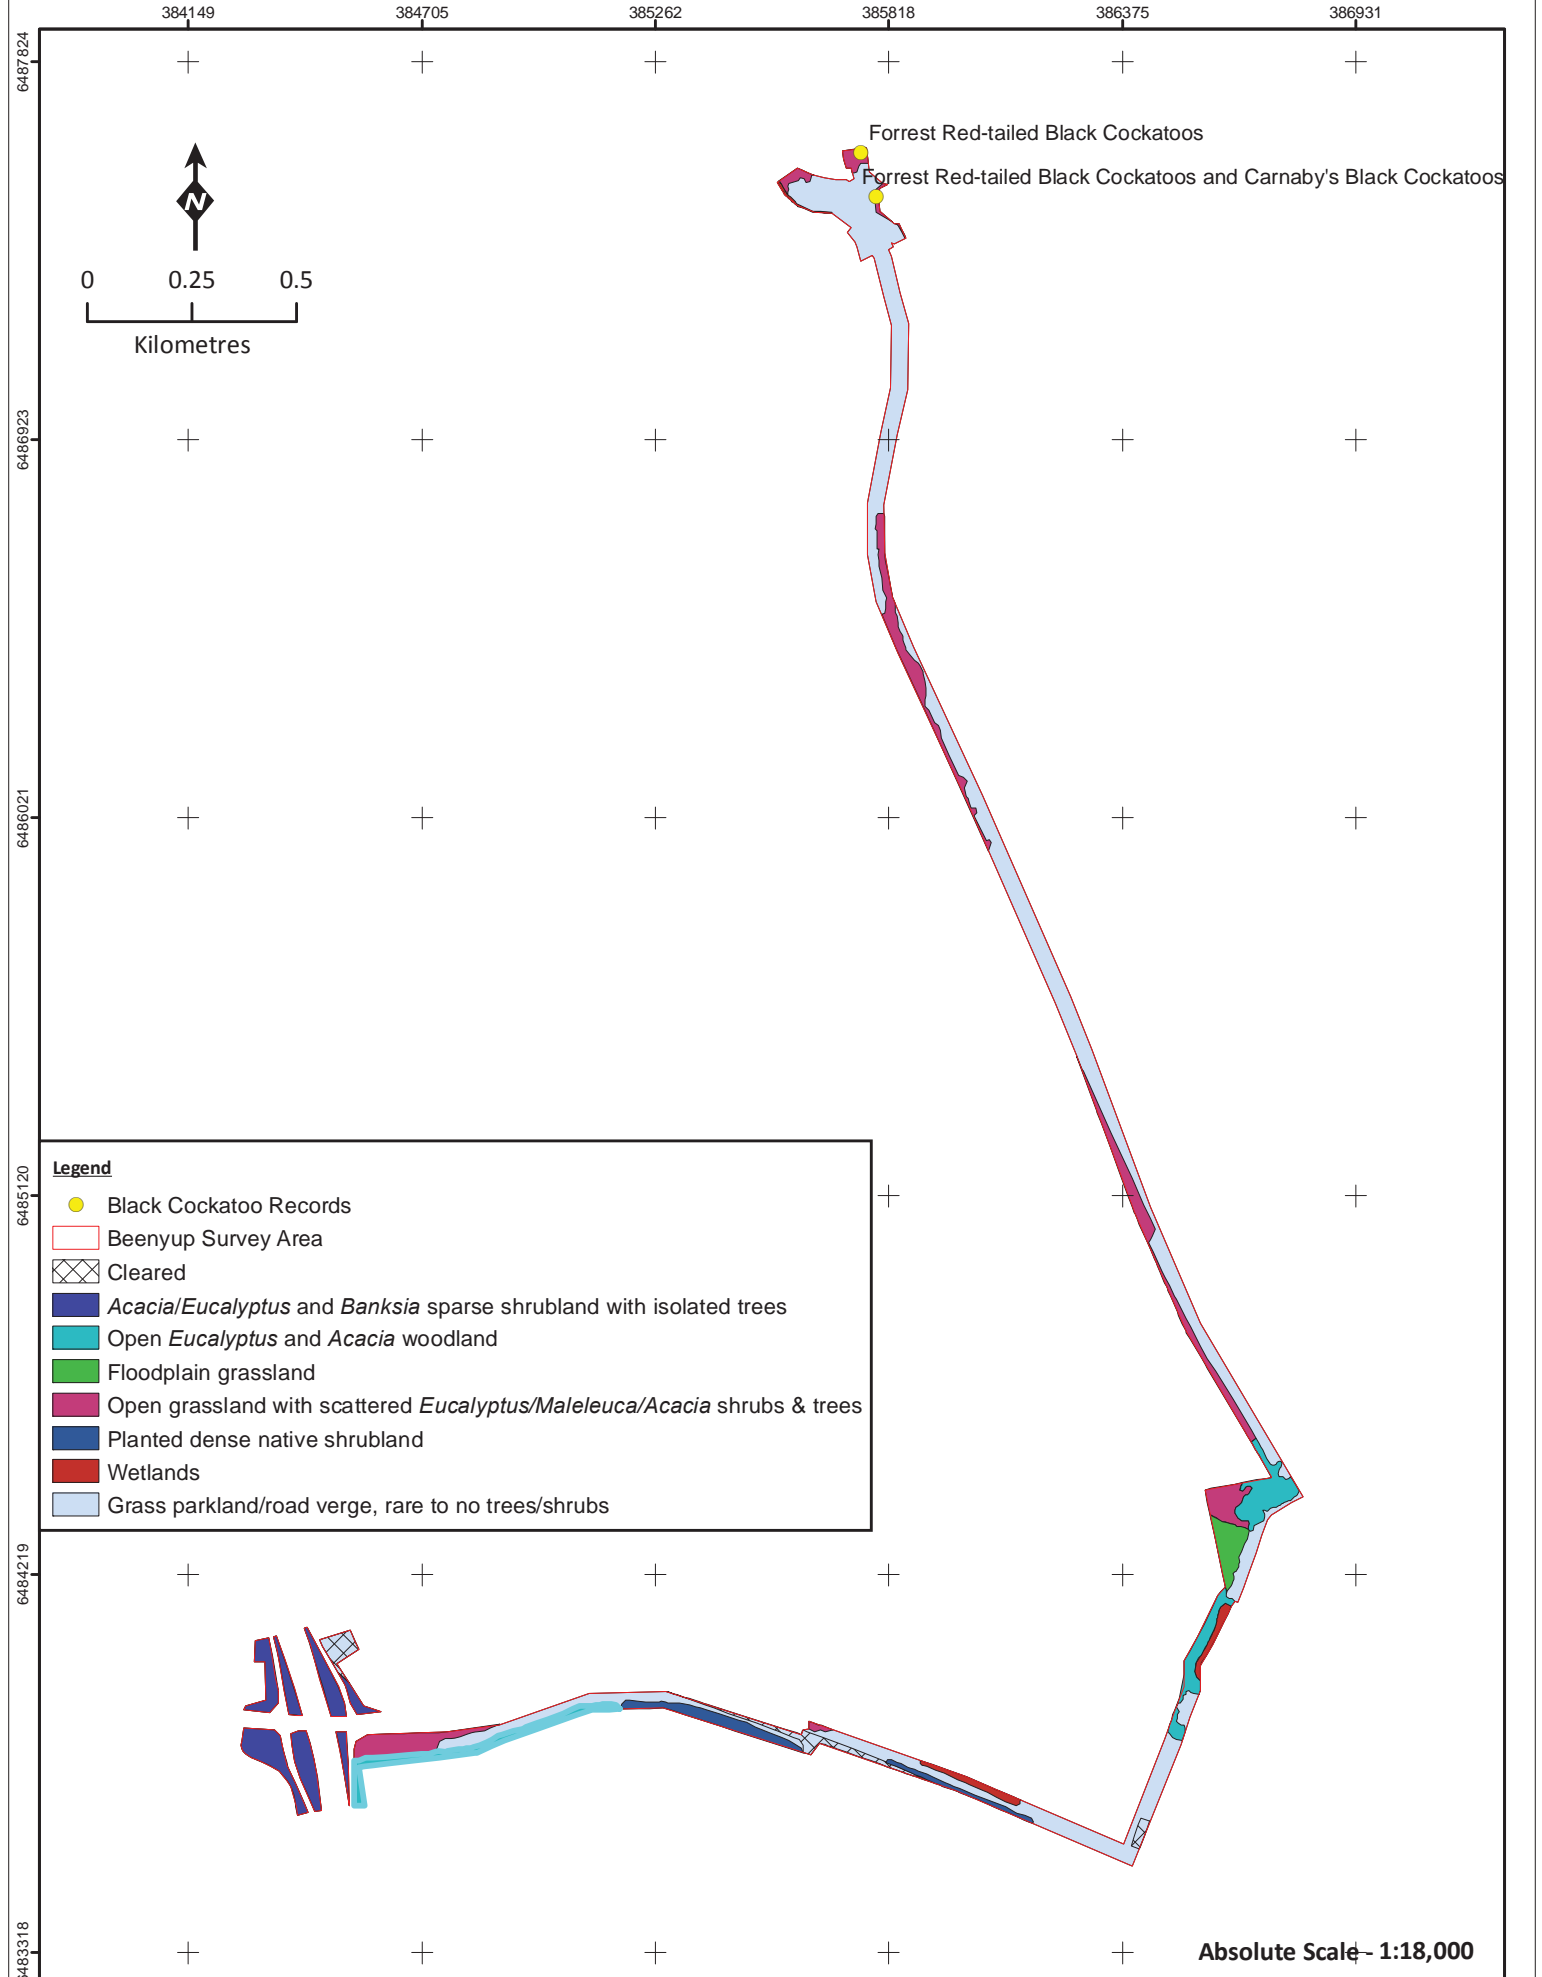 384149 384705 385262 385818 386375 386931
6487824
Forrest Red-tailed Black Cockatoos
Forrest Red-tailed Black Cockatoos and Carnaby's Black Cockatoos
N
0 0.25 0.5
Kilometres
6486923
6486021
6485120
Legend
Black Cockatoo Records
Beenyup Survey Area
Cleared
Acacia/Eucalyptus and Banksia sparse shrubland with isolated trees
Open Eucalyptus and Acacia woodland
Floodplain grassland
Open grassland with scattered Eucalyptus/Maleleuca/Acacia shrubs & trees
Planted dense native shrubland
Wetlands
Grass parkland/road verge, rare to no trees/shrubs
6484219
6483318
Absolute Scale - 1:18,000